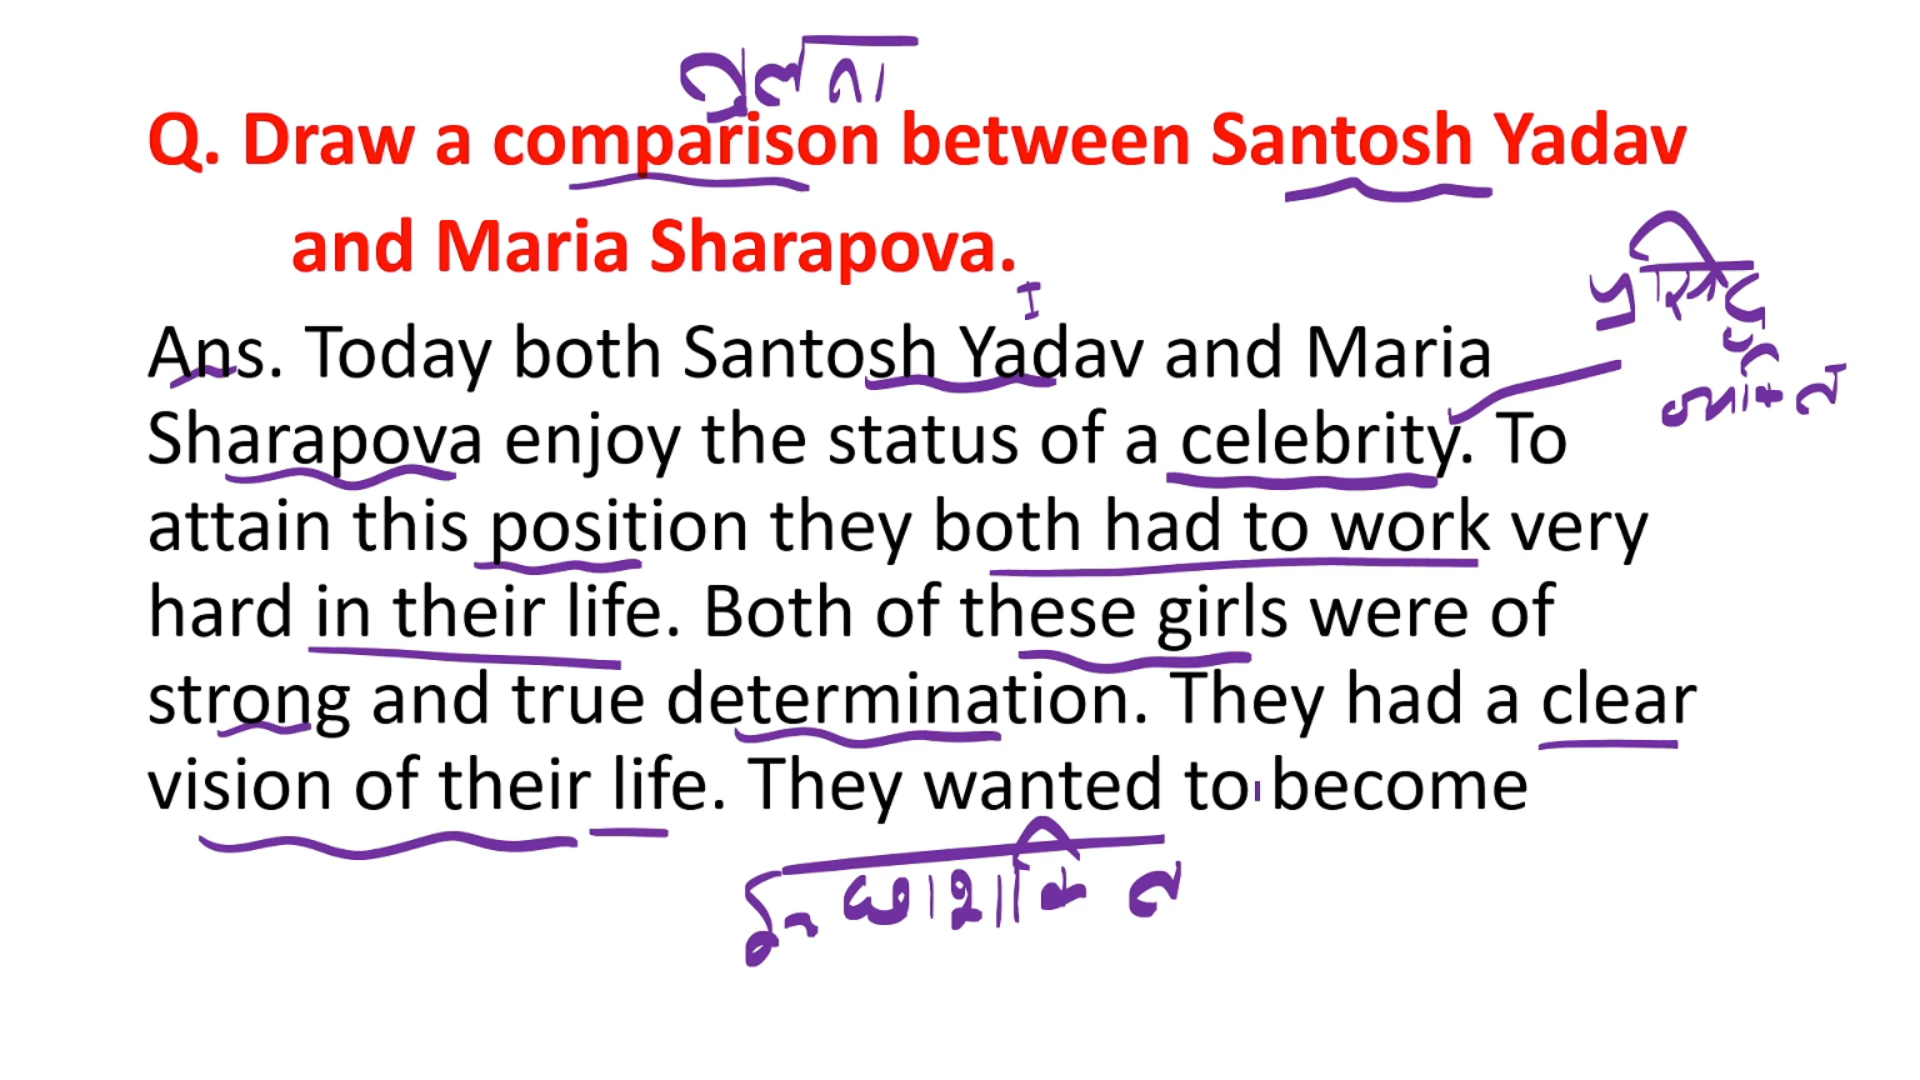 तुलना
Q. Draw a comparison between Santosh Yadav
and Maria Sharapova.
Ans. Today both Santosh Yadav and Maria
Sharapova enjoy the status of a celebrity. To
attain this position they both had to work very
hard in their life. Both of these girls were of
strong and true determination. They had a clear
vision of their life. They wanted to become